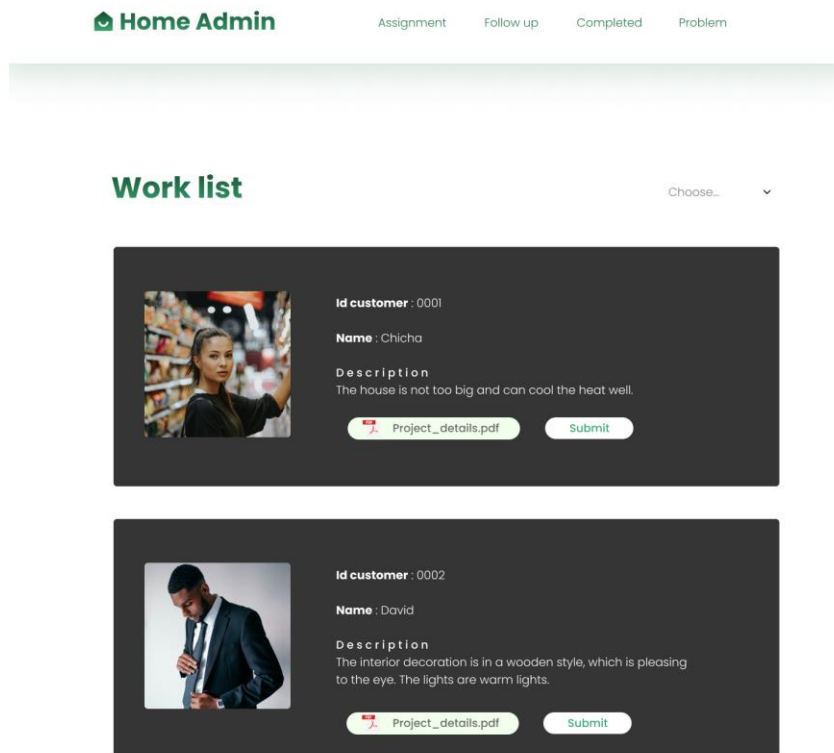 Home Admin
Assignment Follow up Completed Problem
Work list
Choose...
Id customer : 0001
Name : Chicha
Description
The house is not too big and can cool the heat well.
PDF Project_details.pdf Submit
Id customer : 0002
Name : David
Description
The interior decoration is in a wooden style, which is pleasing
to the eye. The lights are warm lights.
PDF Project_details.pdf Submit